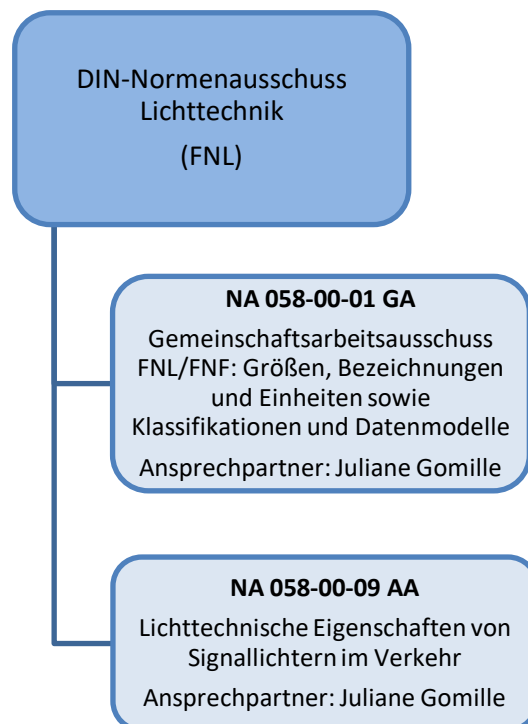 DIN-Normenausschuss
Lichttechnik
(FNL)
NA 058-00-01 GA
Gemeinschaftsarbeitsausschuss
FNL/FNF: Größen, Bezeichnungen
und Einheiten sowie
Klassifikationen und Datenmodelle
Ansprechpartner: Juliane Gomille
NA 058-00-09 AA
Lichttechnische Eigenschaften von
Signallichtern im Verkehr
Ansprechpartner: Juliane Gomille